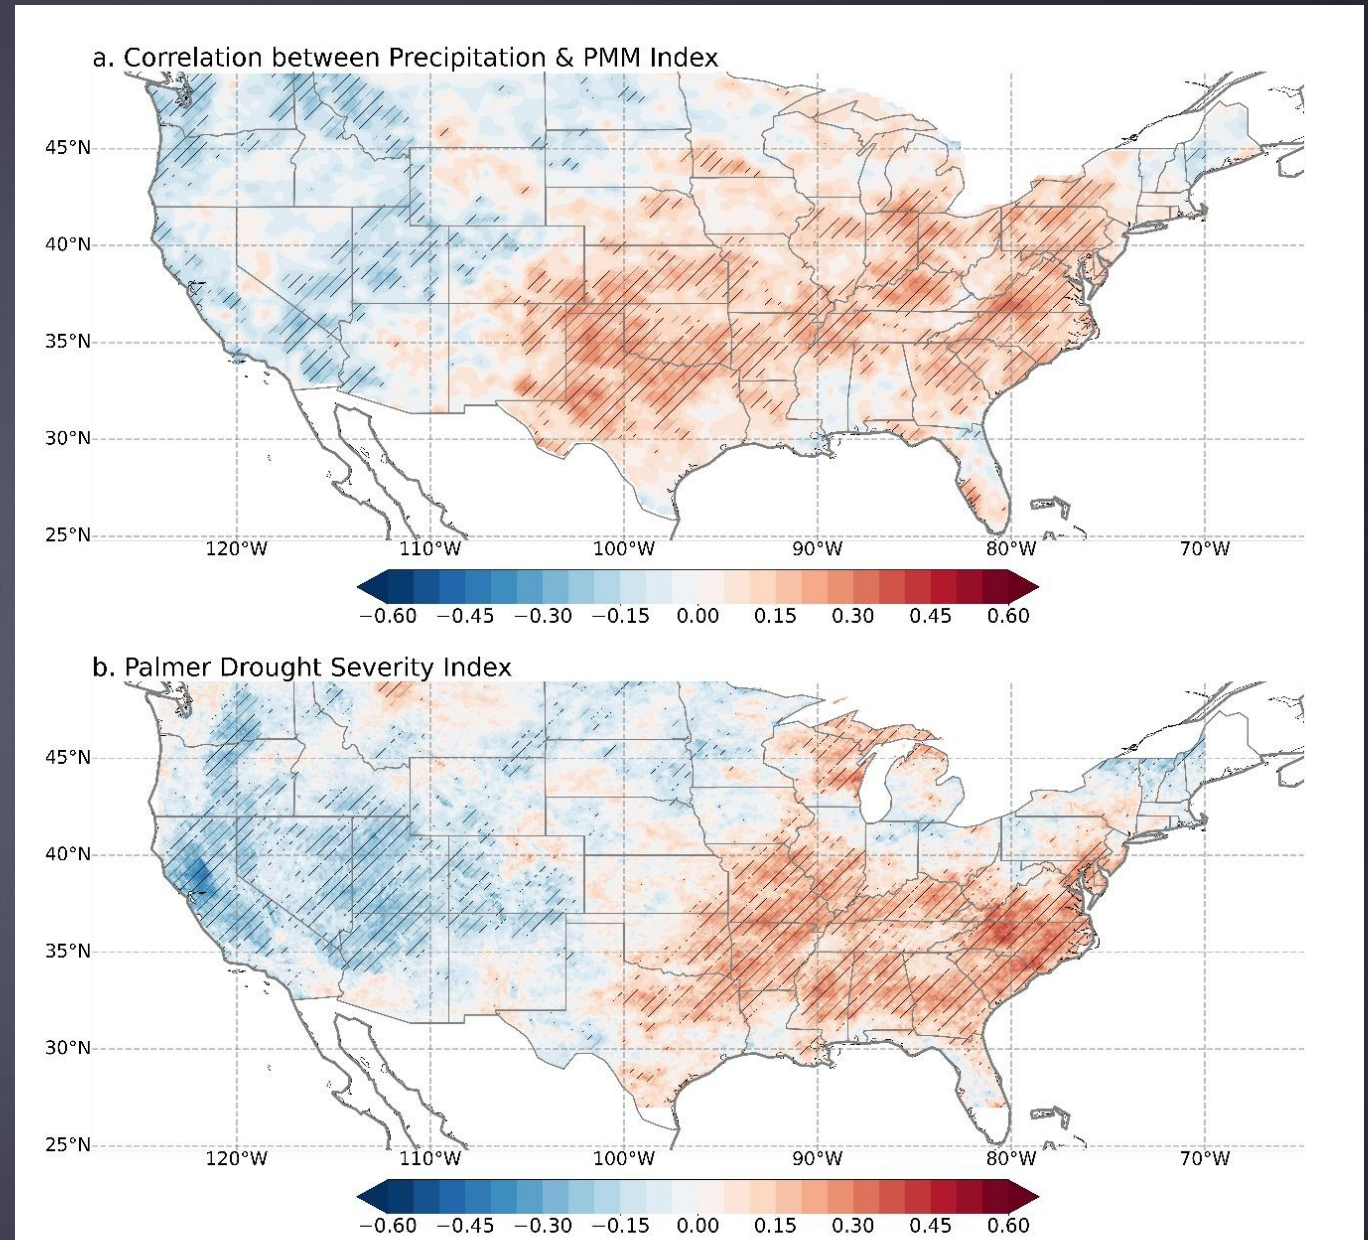 a. Correlation between Precipitation & PMM Index
45°N
40°N
35°N
30°N
25°N
120°W 110°W 100°W 90°W 80°W 70°W
−0.60 −0.45 −0.30 −0.15 0.00 0.15 0.30 0.45 0.60
b. Palmer Drought Severity Index
45°N
40°N
35°N
30°N
25°N
120°W 110°W 100°W 90°W 80°W 70°W
−0.60 −0.45 −0.30 −0.15 0.00 0.15 0.30 0.45 0.60